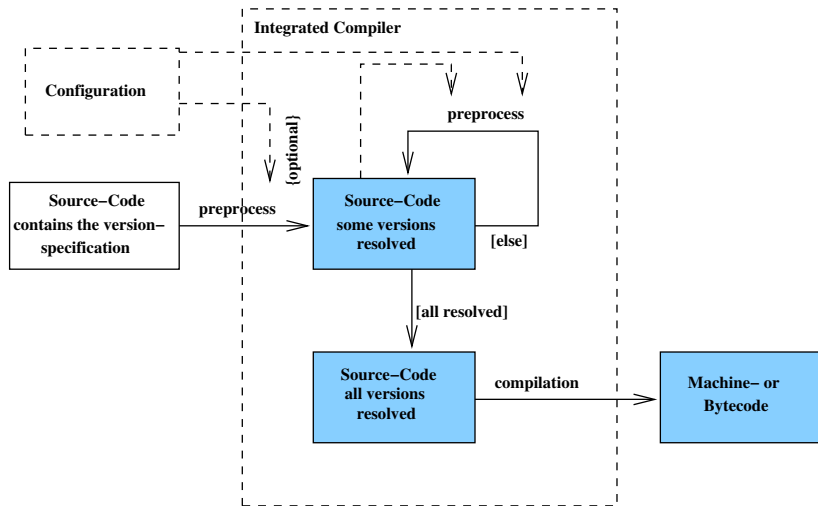 Integrated Compiler
Configuration
preprocess
{optional}
Source−Code
contains the version−
specification
preprocess
Source−Code
some versions
resolved
[else]
[all resolved]
Source−Code
all versions
resolved
compilation
Machine− or
Bytecode